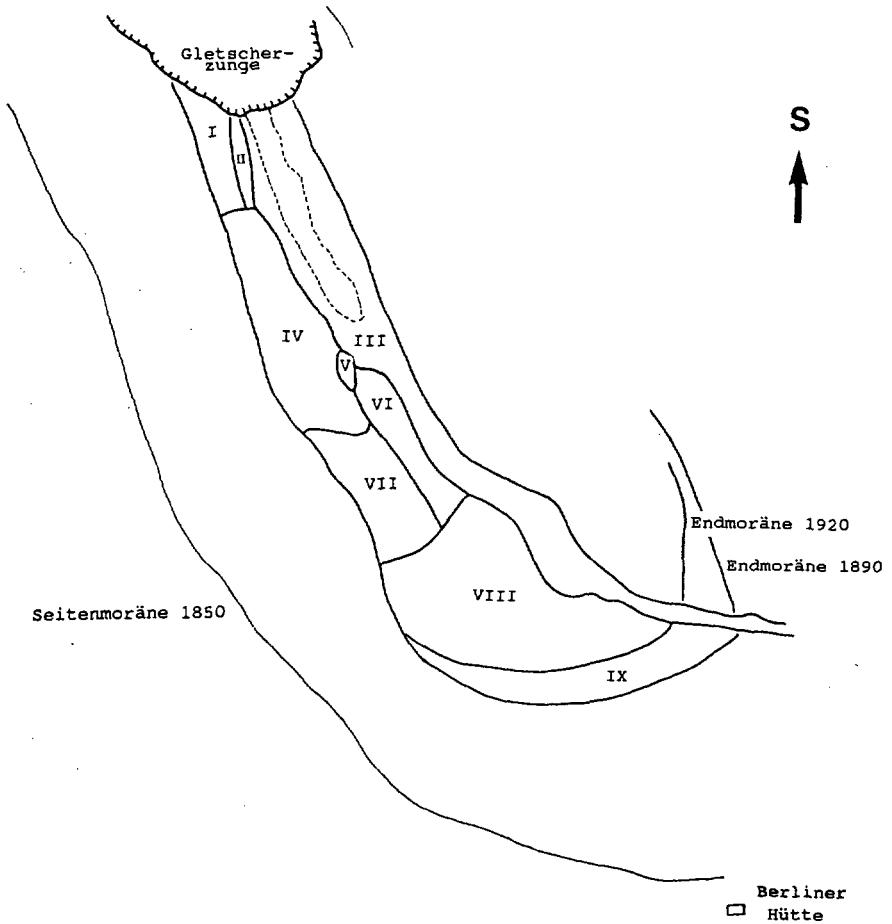 Gletscher-
zunge
S
I
II
IV
III
V
VI
VII
Endmoräne 1920
Endmoräne 1890
VIII
Seitenmoräne 1850
IX
Berliner
Hütte